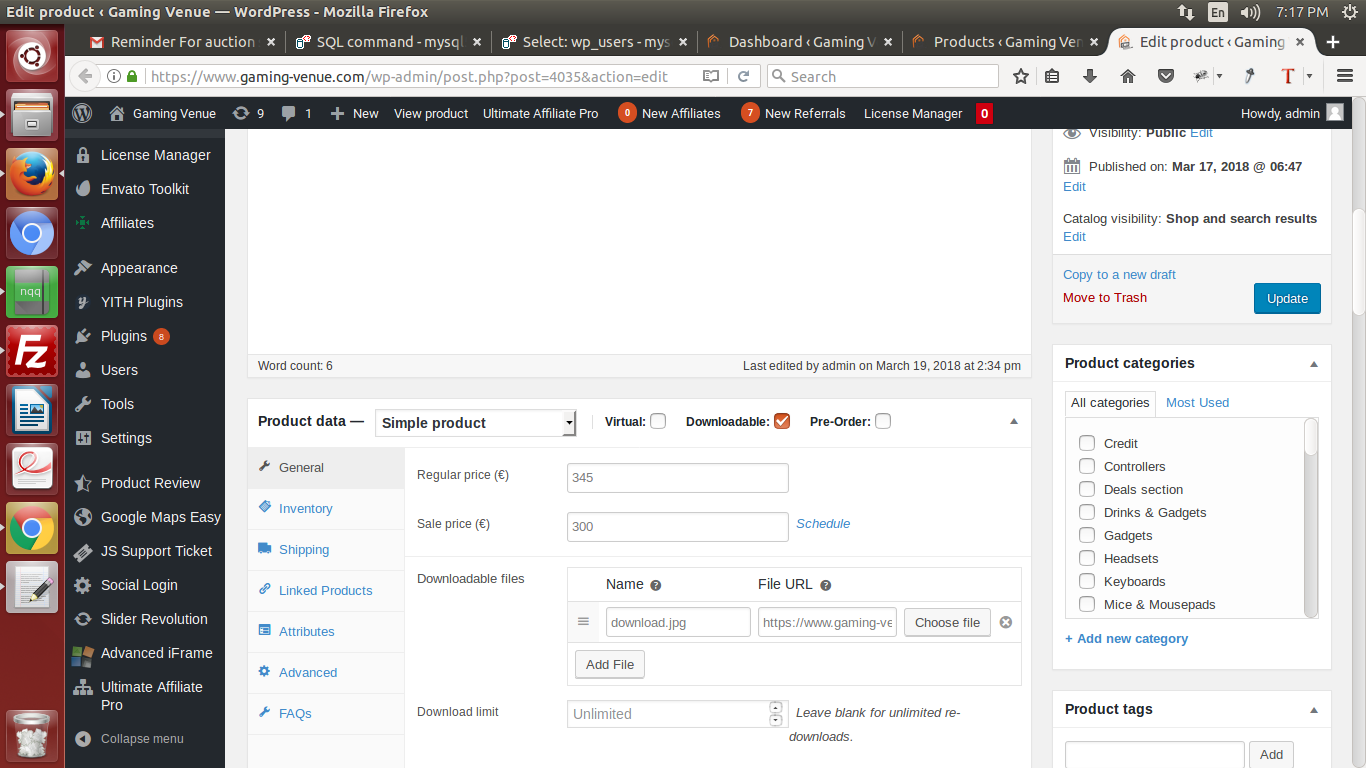 Edit product ‹ Gaming Venue — WordPress - Mozilla Firefox
En
7:17 PM
Reminder For auction
SQL command - mysql
Select: wp_users - mys
Dashboard ‹ Gaming V
Products ‹ Gaming Ven
Edit product ‹ Gaming
https://www.gaming-venue.com/wp-admin/post.php?post=4035&action=edit
Search
Gaming Venue
9
1
New
View product
Ultimate Affiliate Pro
0
New Affiliates
7
New Referrals
License Manager
0
Howdy, admin
License Manager
Envato Toolkit
Affiliates
Appearance
YITH Plugins
Plugins 8
Users
Tools
Settings
Product Review
Google Maps Easy
JS Support Ticket
Social Login
Slider Revolution
Advanced iFrame
Ultimate Affiliate
Pro
Collapse menu
nqq
Fz
Word count: 6
Last edited by admin on March 19, 2018 at 2:34 pm
Product data —
Simple product
Virtual:
Downloadable:
Pre-Order:
General
Inventory
Shipping
Linked Products
Attributes
Advanced
FAQs
Regular price (€)
345
Sale price (€)
300
Schedule
Downloadable files
Name ?
File URL ?
download.jpg
https://www.gaming-ve
Choose file
Add File
Download limit
Unlimited
Leave blank for unlimited re-
downloads.
Visibility: Public Edit
Published on: Mar 17, 2018 @ 06:47
Edit
Catalog visibility: Shop and search results
Edit
Copy to a new draft
Move to Trash
Update
Product categories
All categories
Most Used
Credit
Controllers
Deals section
Drinks & Gadgets
Gadgets
Headsets
Keyboards
Mice & Mousepads
+ Add new category
Product tags
Add